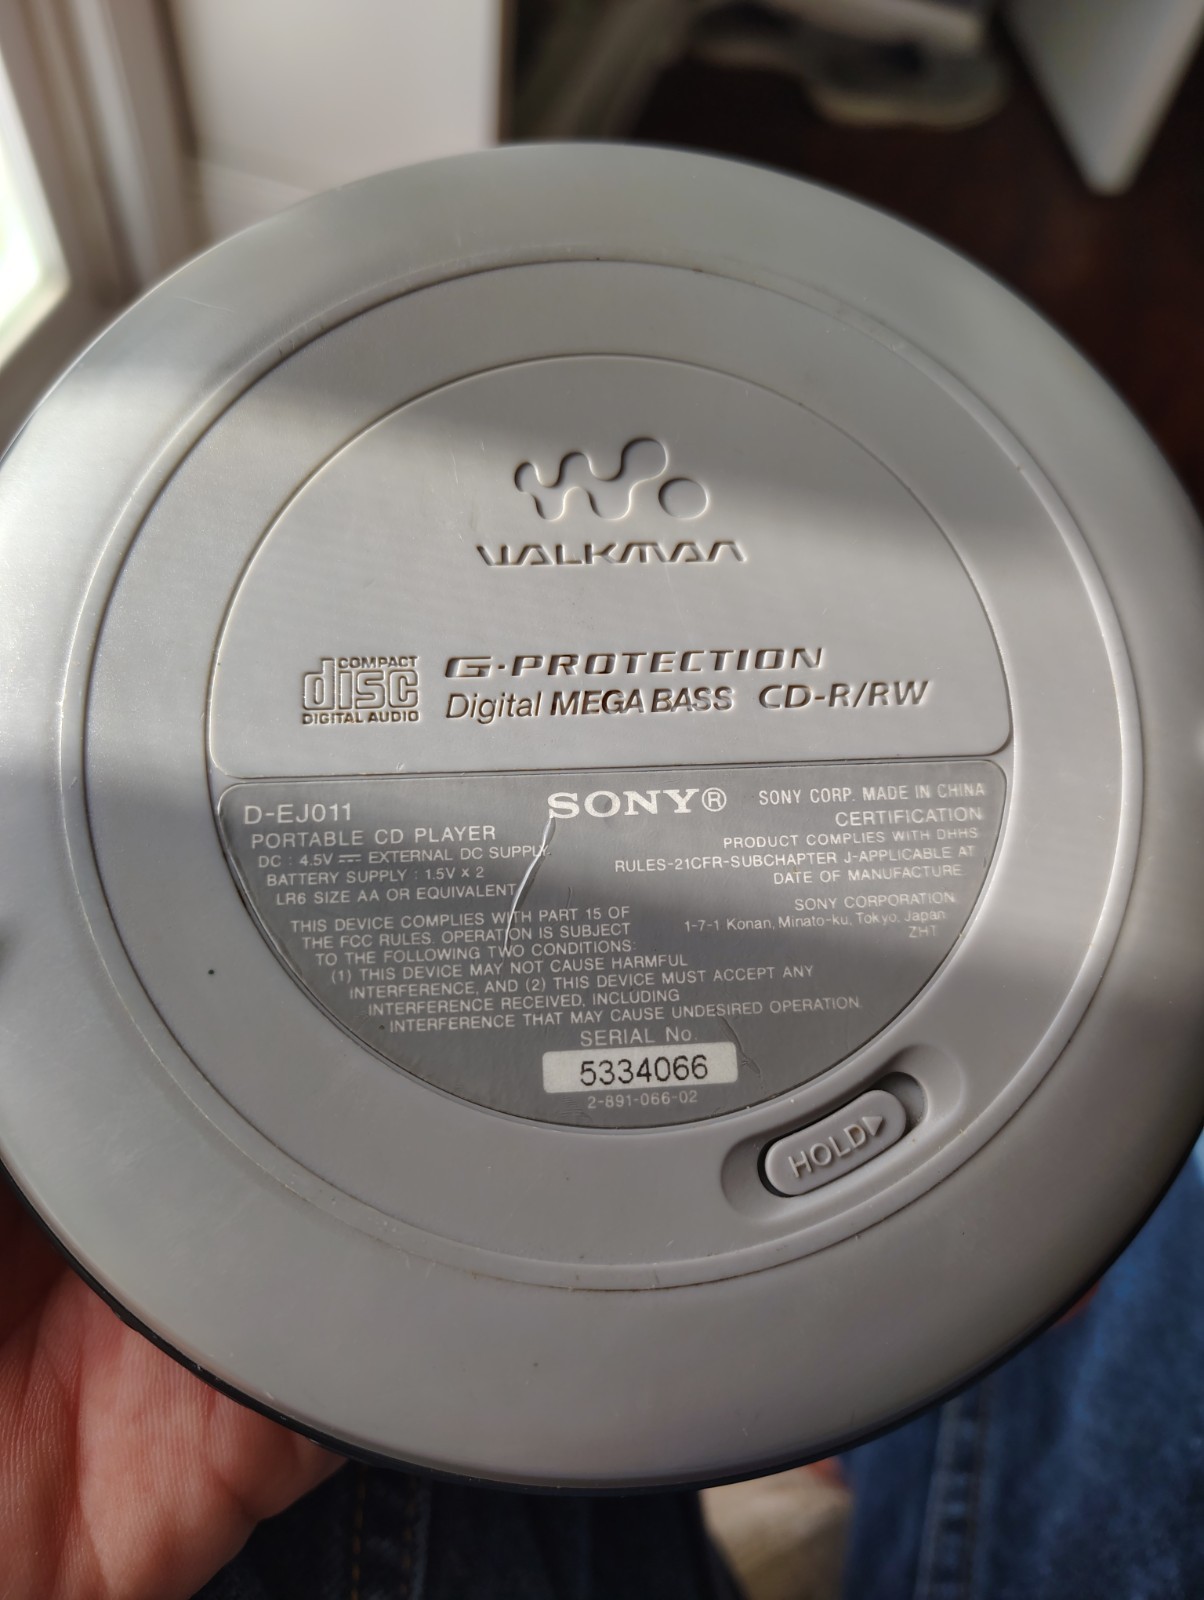 WALKMAN
COMPACT
disc
DIGITAL AUDIO
G-PROTECTION
Digital MEGA BASS CD-R/RW
D-EJ011
PORTABLE CD PLAYER
DC : 4.5V ⎓ EXTERNAL DC SUPPLY
BATTERY SUPPLY : 1.5V × 2
LR6 SIZE AA OR EQUIVALENT
SONY®
SONY CORP. MADE IN CHINA
CERTIFICATION
PRODUCT COMPLIES WITH DHHS
RULES-21CFR-SUBCHAPTER J-APPLICABLE AT
DATE OF MANUFACTURE.
SONY CORPORATION
1-7-1 Konan, Minato-ku, Tokyo, Japan
ZHT
THIS DEVICE COMPLIES WITH PART 15 OF
THE FCC RULES. OPERATION IS SUBJECT
TO THE FOLLOWING TWO CONDITIONS:
(1) THIS DEVICE MAY NOT CAUSE HARMFUL
INTERFERENCE, AND (2) THIS DEVICE MUST ACCEPT ANY
INTERFERENCE RECEIVED, INCLUDING
INTERFERENCE THAT MAY CAUSE UNDESIRED OPERATION.
SERIAL No.
5334066
2-891-066-02
HOLD